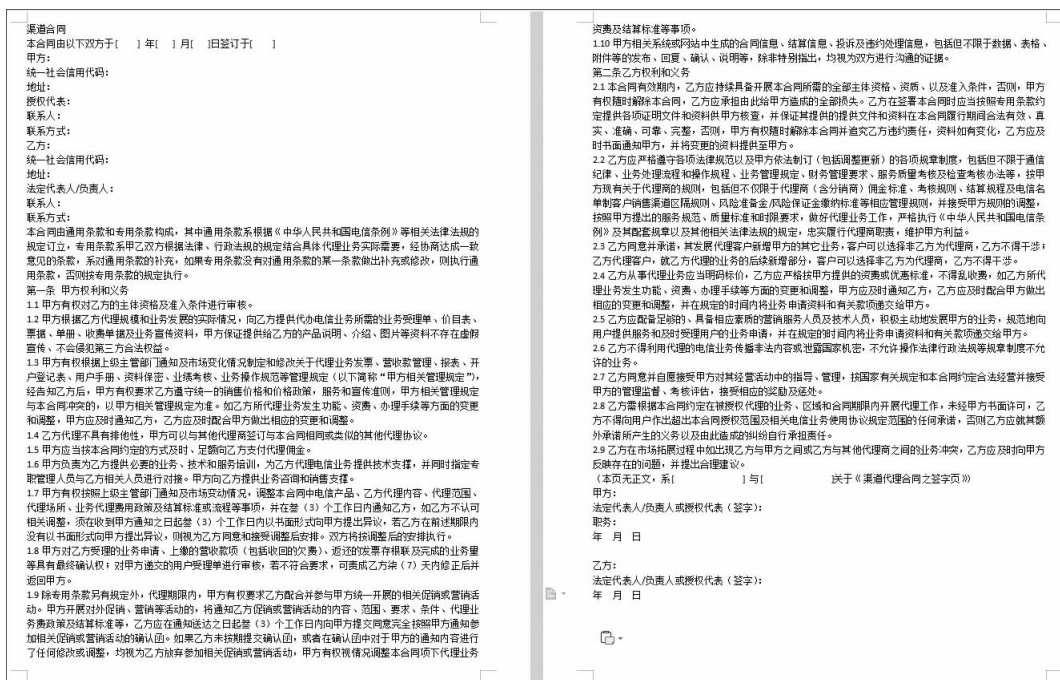 渠道合同
本合同由以下双方于[ ]年[ ]月[ ]日签订于[ ]
甲方：
统一社会信用代码：
地址：
授权代表：
联系人：
联系方式：
乙方：
统一社会信用代码：
地址：
法定代表人/负责人：
联系人：
联系方式：
本合同由通用条款和专用条款构成，其中通用条款系根据《中华人民共和国电信条例》等相关法律法规的
规定订立，专用条款系甲乙双方根据法律、行政法规的规定结合具体代理业务实际需要，经协商达成一致
意见的条款，系对通用条款的补充，如果专用条款没有对通用条款的某一条款做出补充或修改，则执行通
用条款，否则按专用条款的规定执行。
第一条 甲方权利和义务
1.1 甲方有权对乙方的主体资格及准入条件进行审核。
1.2 甲方根据乙方代理规模和业务发展的实际情况，向乙方提供代办电信业务所需的业务受理单、价目表、
票据、单册、收费单据及业务宣传资料，甲方保证提供给乙方的产品说明、介绍、图片等资料不存在虚假
宣传、不会侵犯第三方合法权益。
1.3 甲方有权根据上级主管部门通知及市场变化情况制定和修改关于代理业务发票、营收款管理、报表、开
户登记表、用户手册、资料保密、业绩考核、业务操作规范等管理规定（以下简称“甲方相关管理规定”），
经告知乙方后，甲方有权要求乙方遵守统一的销售价格和价格政策，服务和宣传准则，甲方相关管理规定
与本合同冲突的，以甲方相关管理规定为准。如乙方所代理业务发生功能、资费、办理手续等方面的变更
和调整，甲方应及时通知乙方，乙方应及时配合甲方做出相应的变更和调整。
1.4 乙方代理不具有排他性，甲方可以与其他代理商签订与本合同相同或类似的其他代理协议。
1.5 甲方应当按本合同约定的方式及时、足额向乙方支付代理佣金。
1.6 甲方负责为乙方提供必要的业务、技术和服务培训，为乙方代理电信业务提供技术支撑，并同时指定专
职管理人员与乙方相关人员进行对接。甲方向乙方提供业务咨询和销售支撑。
1.7 甲方有权按照上级主管部门通知及市场变动情况，调整本合同中电信产品、乙方代理内容、代理范围、
代理场所、业务代理费用政策及结算标准或流程等事项，并在叁（3）个工作日内通知乙方，如乙方不认可
相关调整，须在收到甲方通知之日起叁（3）个工作日内以书面形式向甲方提出异议，若乙方在前述期限内
没有以书面形式向甲方提出异议，则视为乙方同意和接受调整后安排。双方将按调整后的安排执行。
1.8 甲方对乙方受理的业务申请、上缴的营收款项（包括收回的欠费）、返还的发票存根联及完成的业务量
等具有最终确认权；对甲方递交的用户受理单进行审核，若不符合要求，可责成乙方柒（7）天内修正后并
返回甲方。
1.9 除专用条款另有规定外，代理期限内，甲方有权要求乙方配合并参与甲方统一开展的相关促销或营销活
动。甲方开展对外促销、营销等活动的，将通知乙方促销或营销活动的内容、范围、要求、条件、代理业
务费政策及结算标准等，乙方应在通知送达之日起叁（3）个工作日内向甲方提交同意完全按照甲方通知参
加相关促销或营销活动的确认函。如果乙方未按期提交确认函，或者在确认函中对于甲方的通知内容进行
了任何修改或调整，均视为乙方放弃参加相关促销或营销活动，甲方有权视情况调整本合同项下代理业务
资费及结算标准等事项。
1.10 甲方相关系统或网站中生成的合同信息、结算信息、投诉及违约处理信息，包括但不限于数据、表格、
附件等的发布、回复、确认、说明等，除非特别指出，均视为双方进行沟通的证据。
第二条乙方权利和义务
2.1 本合同有效期内，乙方应持续具备开展本合同所需的全部主体资格、资质、以及准入条件，否则，甲方
有权随时解除本合同，乙方应承担由此给甲方造成的全部损失。乙方在签署本合同时应当按照专用条款约
定提供各项证明文件和资料供甲方核查，并保证其提供的提供文件和资料在本合同履行期间合法有效、真
实、准确、可靠、完整，否则，甲方有权随时解除本合同并追究乙方违约责任，资料如有变化，乙方应及
时书面通知甲方，并将变更的资料提供至甲方。
2.2 乙方应严格遵守各项法律规范以及甲方依法制订（包括调整更新）的各项规章制度，包括但不限于通信
纪律、业务处理流程和操作规程、业务管理规定、财务管理要求、服务质量考核及检查考核办法等，按甲
方现有关于代理商的规则，包括但不仅限于代理商（含分销商）佣金标准、考核规则、结算规程及电信名
单制客户销售渠道区隔规则、风险准备金/风险保证金缴纳标准等相应管理规则，并接受甲方规则的调整，
按照甲方提出的服务规范、质量标准和时限要求，做好代理业务工作，严格执行《中华人民共和国电信条
例》及其配套规章以及其他相关法律法规的规定，忠实履行代理商职责，维护甲方利益。
2.3 乙方同意并承诺，其发展代理客户新增甲方的其它业务，客户可以选择非乙方为代理商，乙方不得干涉；
乙方代理客户，就乙方代理的业务的后续新增部分，客户可以选择非乙方为代理商，乙方不得干涉。
2.4 乙方从事代理业务应当明码标价，乙方应严格按甲方提供的资费或优惠标准，不得乱收费，如乙方所代
理业务发生功能、资费、办理手续等方面的变更和调整，甲方应及时通知乙方，乙方应及时配合甲方做出
相应的变更和调整，并在规定的时间内将业务申请资料和有关款项递交给甲方。
2.5 乙方应配备足够的、具备相应素质的营销服务人员及技术人员，积极主动地发展甲方的业务，规范地向
用户提供服务和及时受理用户的业务申请，并在规定的时间内将业务申请资料和有关款项递交给甲方。
2.6 乙方不得利用代理的电信业务传播非法内容或泄露国家机密，不允许操作法律行政法规等规章制度不允
许的业务。
2.7 乙方同意并自愿接受甲方对其经营活动中的指导、管理，按国家有关规定和本合同约定合法经营并接受
甲方的管理监督、考核评估，接受相应的奖励及惩处。
2.8 乙方需根据本合同约定在被授权代理的业务、区域和合同期限内开展代理工作，未经甲方书面许可，乙
方不得向用户作出超出本合同授权范围及相关电信业务使用协议规定范围的任何承诺，否则乙方应就其额
外承诺所产生的义务以及由此造成的纠纷自行承担责任。
2.9 乙方在市场拓展过程中如出现乙方与甲方之间或乙方与其他代理商之间的业务冲突，乙方应及时向甲方
反映存在的问题，并提出合理建议。
（本页无正文，系[ ]与[ ]关于《渠道代理合同之签字页》）
甲方：
法定代表人/负责人或授权代表（签字）：
职务：
年 月 日
乙方：
法定代表人/负责人或授权代表（签字）：
年 月 日